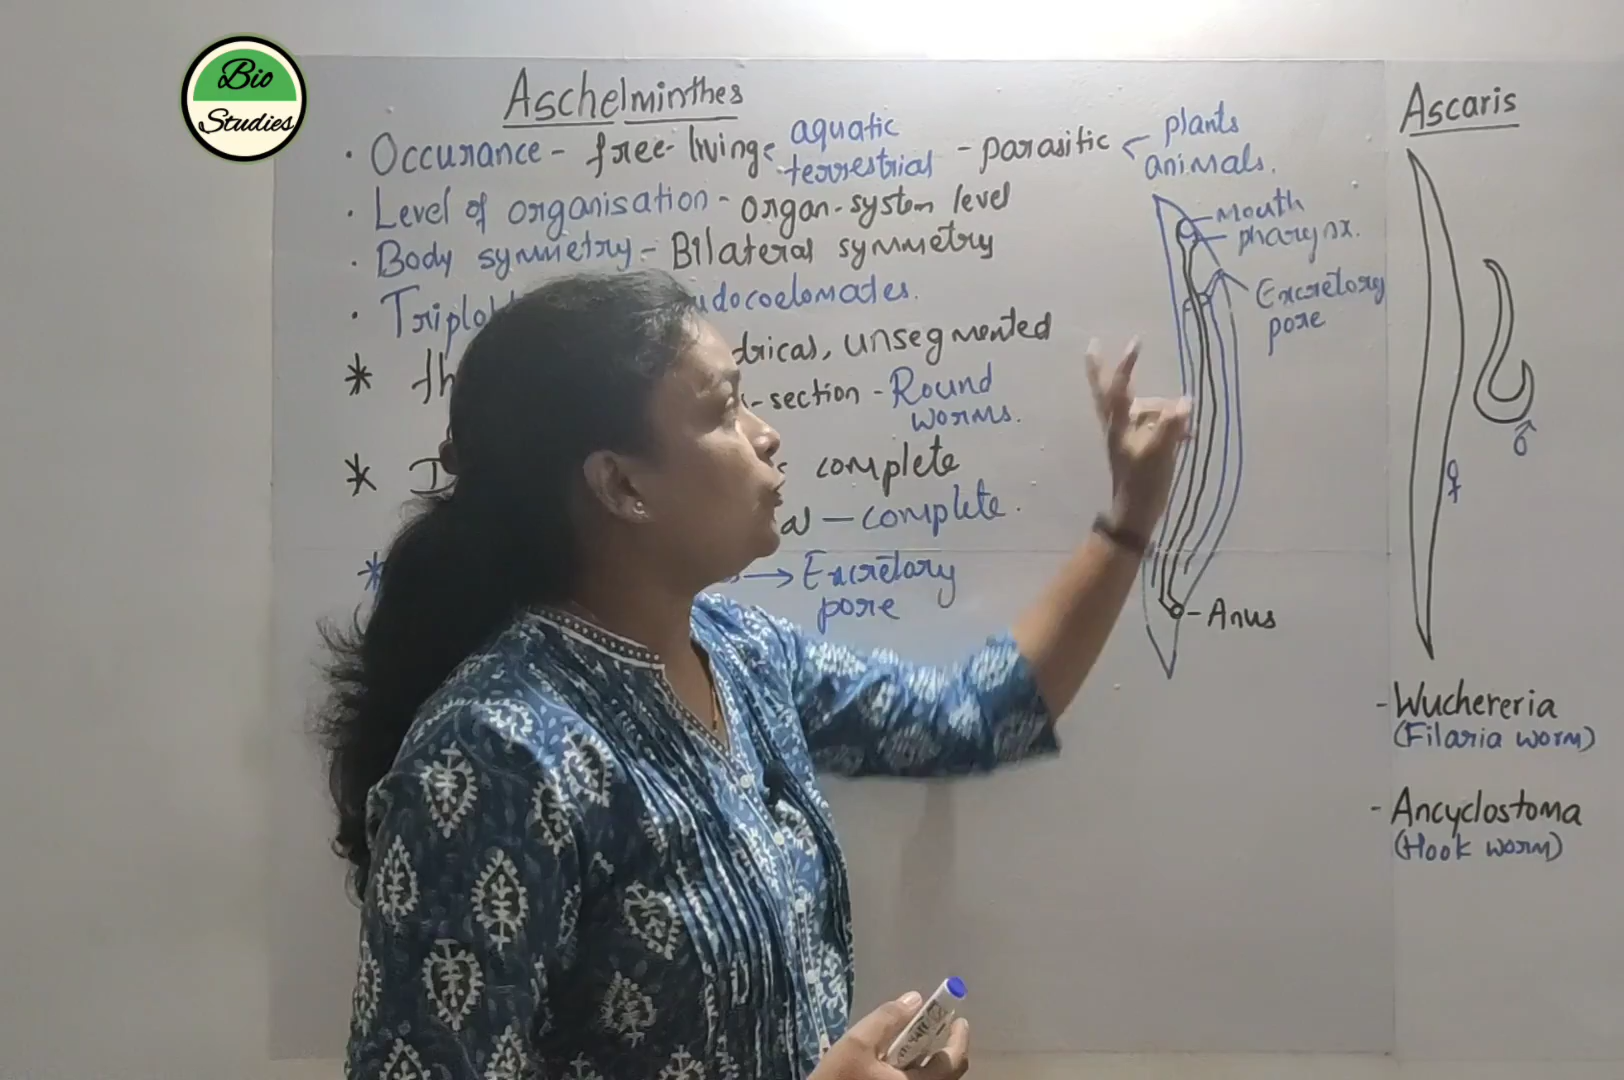 Bio
Studies
Aschelminthes
• Occurance - free-living< aquatic terrestrial - parasitic < plants animals.
• Level of organisation - organ-system level
• Body symmetry - Bilateral symmetry
• Triplo udocoelomates.
* dricas, unsegmented
-section - Round
worms.
* complete
- complete.
* → Excretory
pore
Mouth
pharynx.
Excretory
pore
Anus
Ascaris
♂
♀
- Wuchereria
(Filaria worm)
- Ancyclostoma
(Hook worm)